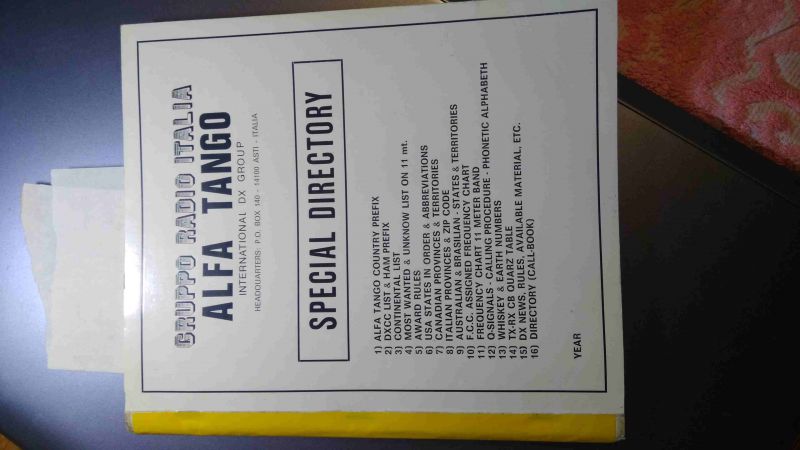 GRUPPO RADIO ITALIA
ALFA TANGO
INTERNATIONAL DX GROUP
HEADQUARTERS: P.O. BOX 140 - 14100 ASTI - ITALIA
SPECIAL DIRECTORY
1) ALFA TANGO COUNTRY PREFIX
2) DXCC LIST & HAM PREFIX
3) CONTINENTAL LIST
4) MOST WANTED & UNKNOW LIST ON 11 mt.
5) AWARD RULES
6) USA STATES IN ORDER & ABBREVIATIONS
7) CANADIAN PROVINCES & TERRITORIES
8) ITALIAN PROVINCES & ZIP CODE
9) AUSTRALIAN & BRASILIAN - STATES & TERRITORIES
10) F.C.C. ASSIGNED FREQUENCY CHART
11) FREQUENCY CHART 11 METER BAND
12) Q-SIGNALS - CALLING PROCEDURE - PHONETIC ALPHABETH
13) WHISKEY & EARTH NUMBERS
14) TX-RX CB QUARZ TABLE
15) DX NEWS, RULES, AVAILABLE MATERIAL, ETC.
16) DIRECTORY (CALL-BOOK)
YEAR